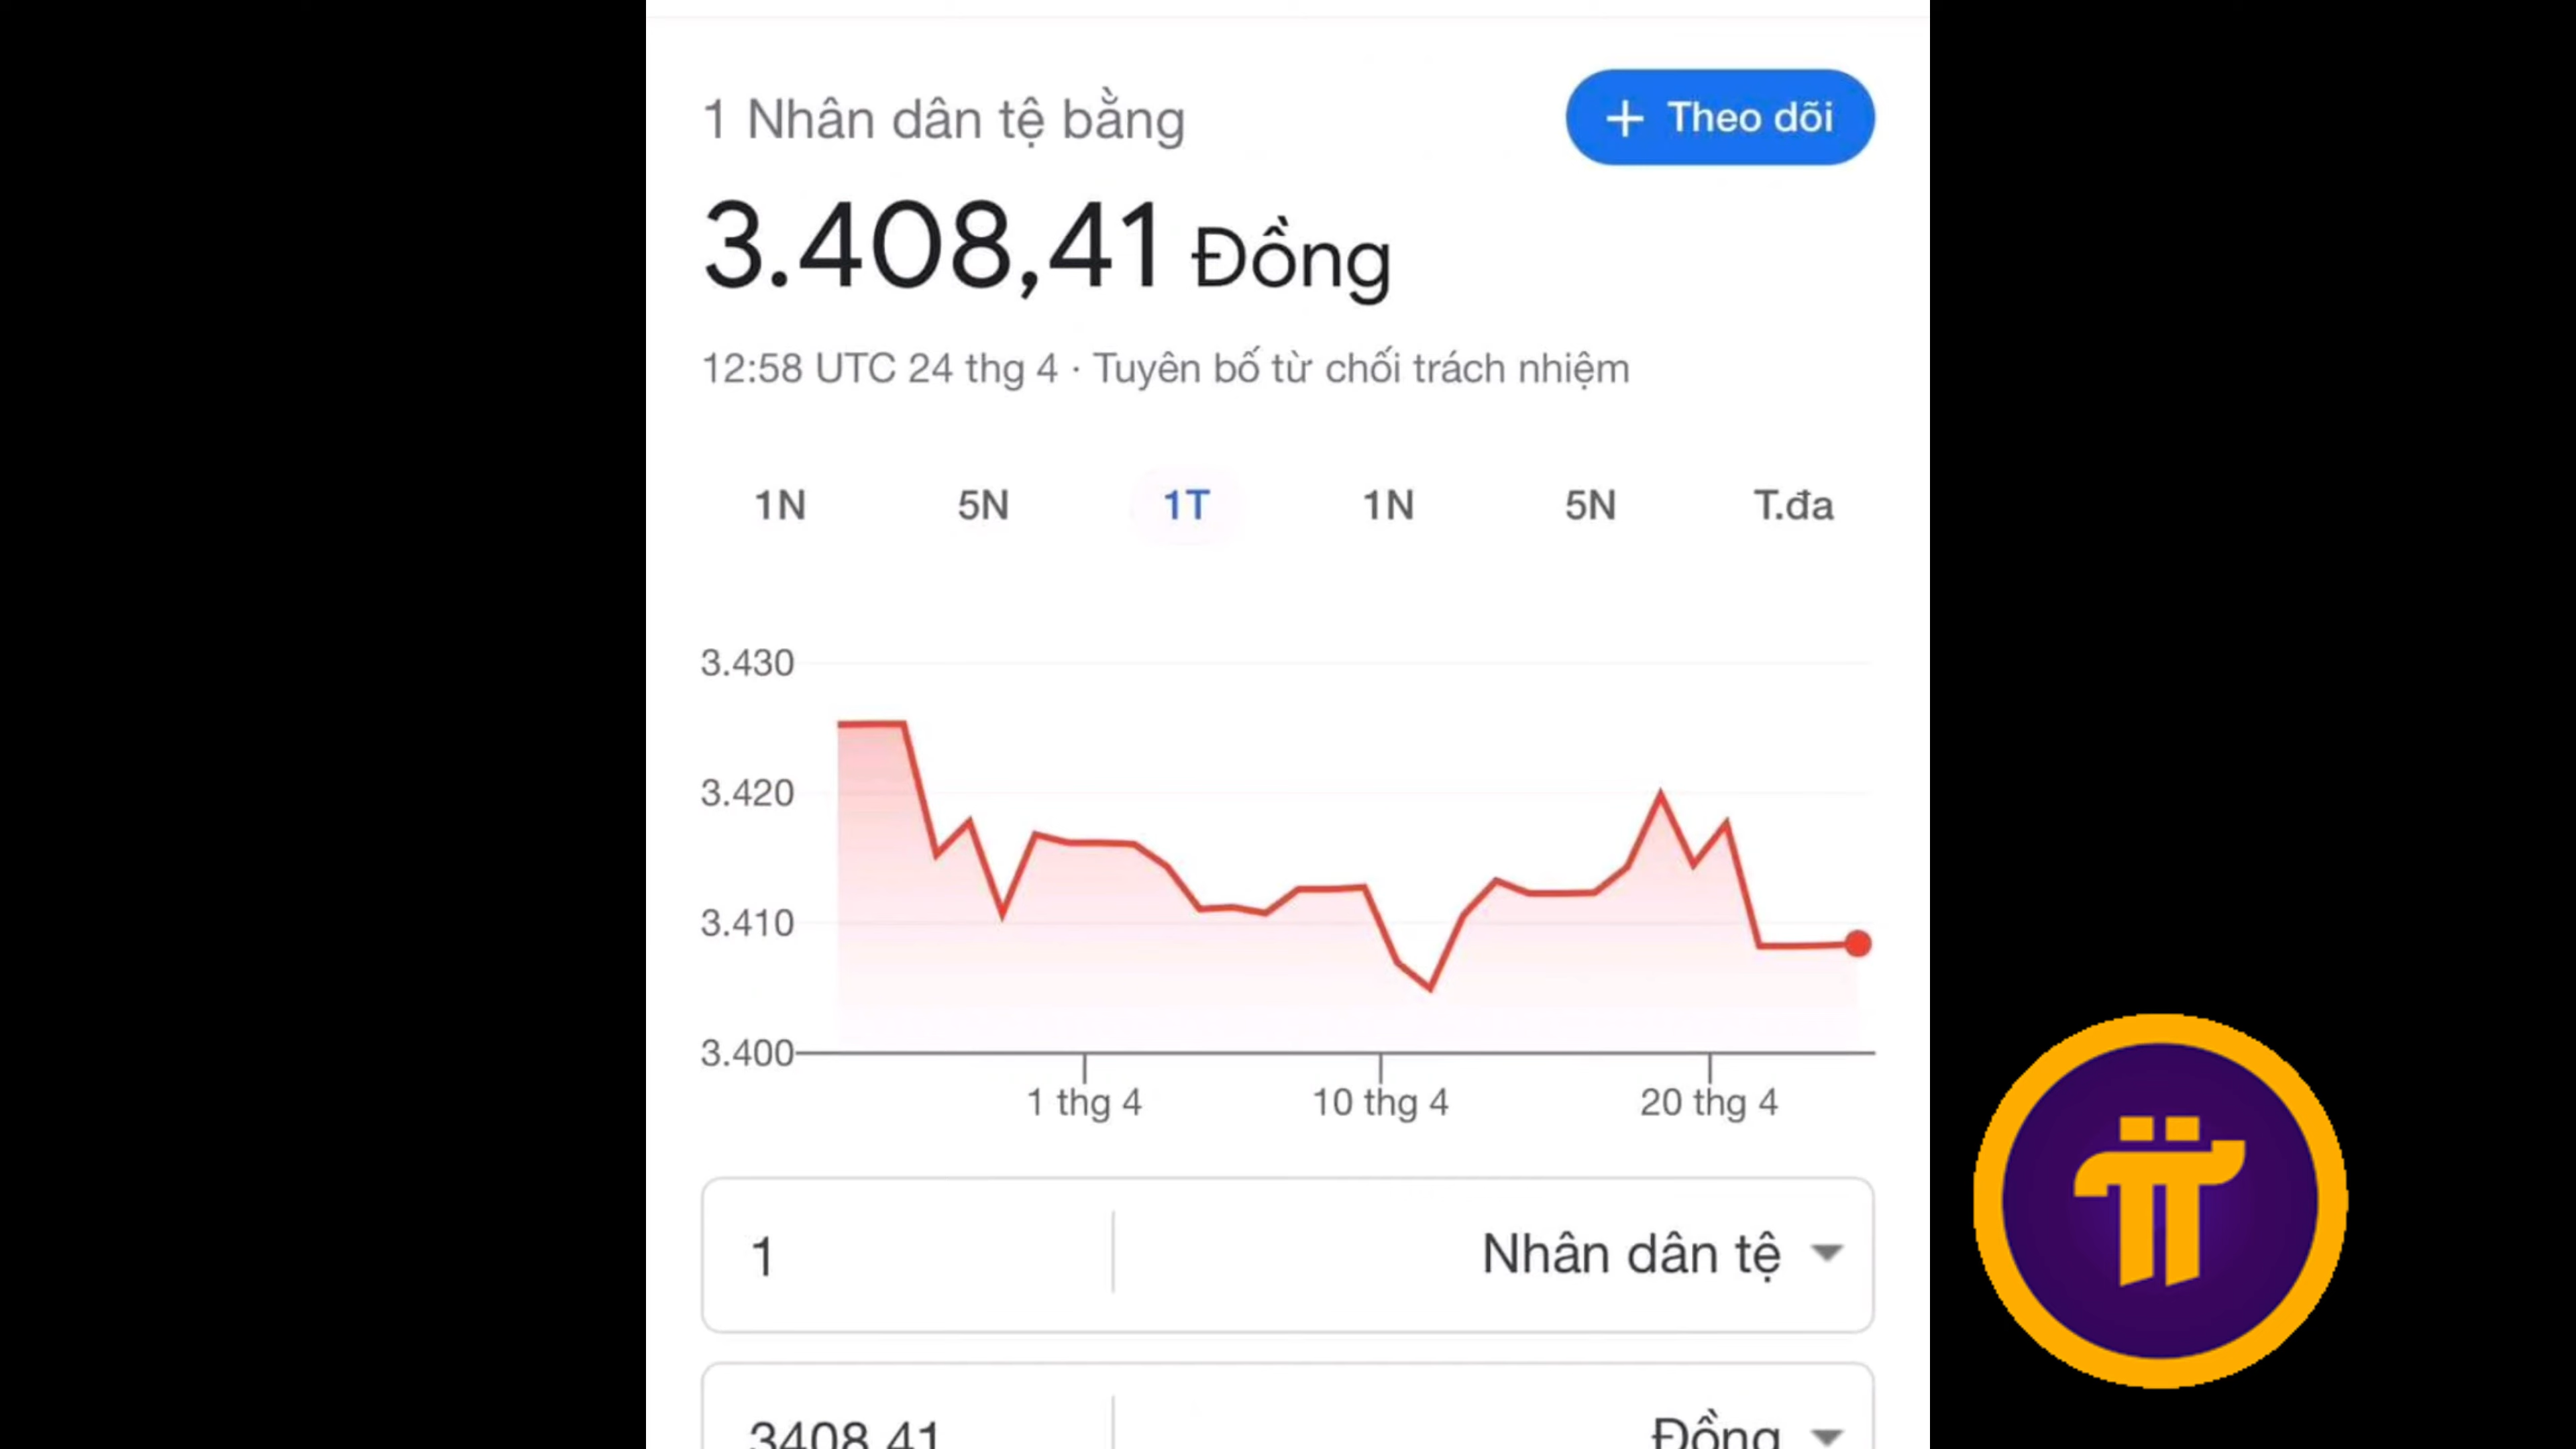 1 Nhân dân tệ bằng
+ Theo dõi
3.408,41 Đồng
12:58 UTC 24 thg 4 · Tuyên bố từ chối trách nhiệm
1N 5N 1T 1N 5N T.đa
3.430
3.420
3.410
3.400
1 thg 4 10 thg 4 20 thg 4
1 Nhân dân tệ
3408,41 Đồng